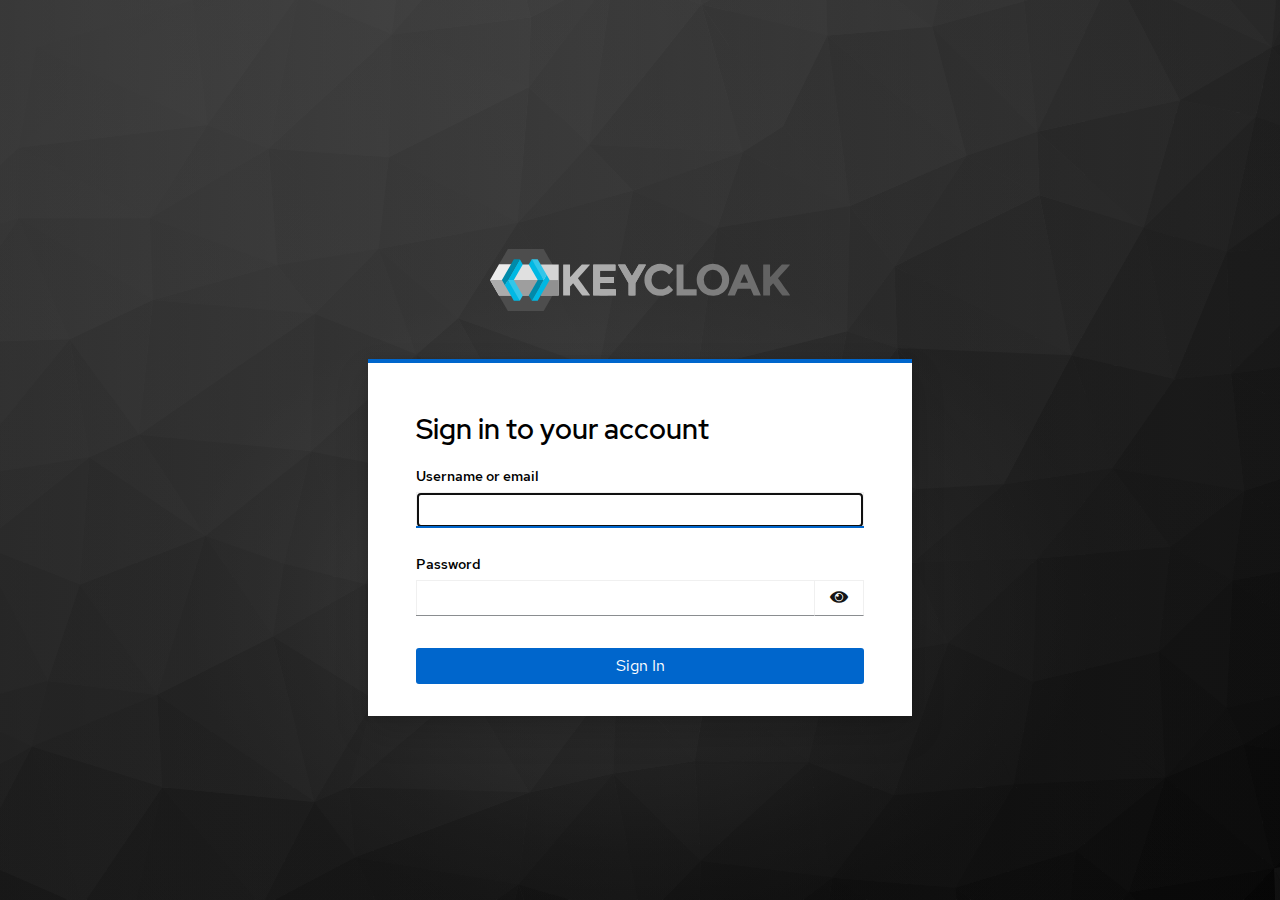 KEYCLOAK
Sign in to your account
Username or email
Password
Sign In